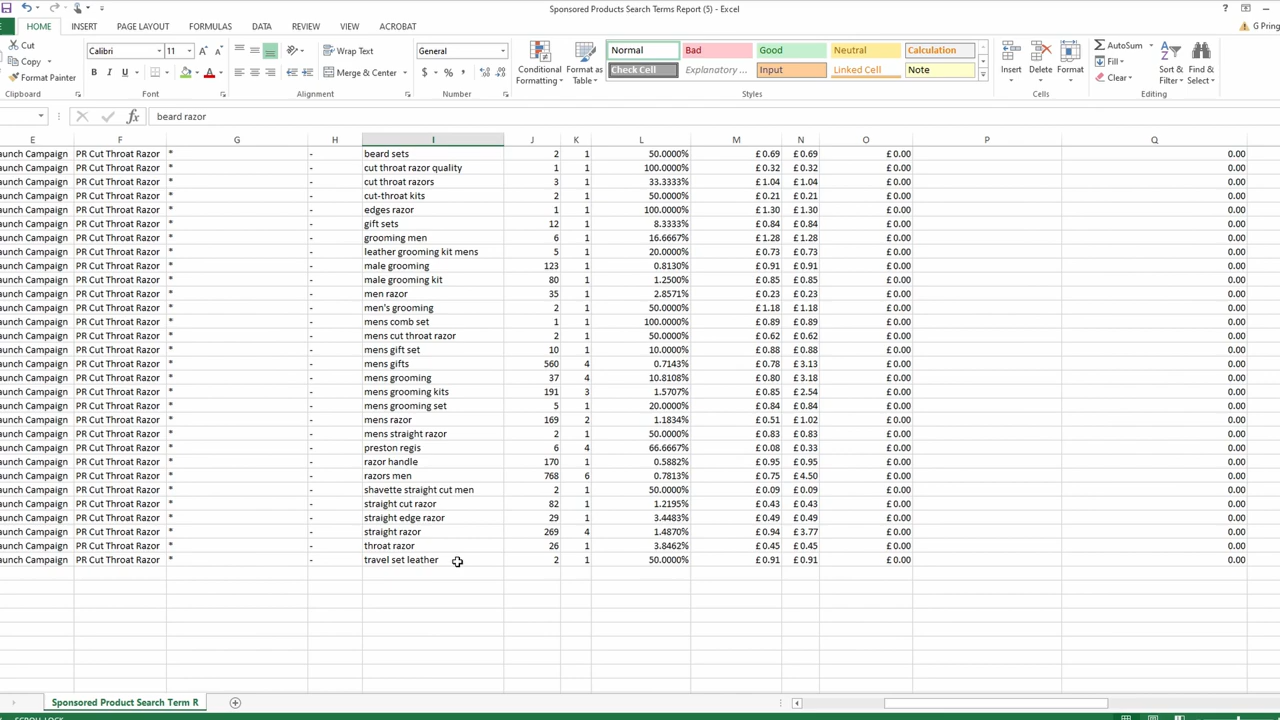 Sponsored Products Search Terms Report (5) - Excel
HOME INSERT PAGE LAYOUT FORMULAS DATA REVIEW VIEW ACROBAT G Pring
Cut
Copy
Format Painter
Clipboard
Calibri 11
B I U
Font
Wrap Text
Merge & Center
Alignment
General
Number
Conditional Formatting
Format as Table
Normal Bad Good Neutral Calculation
Check Cell Explanatory ... Input Linked Cell Note
Styles
Insert Delete Format
Cells
AutoSum
Fill
Clear
Sort & Filter
Find & Select
Editing
beard razor
E F G H I J K L M N O P Q
aunch Campaign PR Cut Throat Razor * - beard sets 2 1 50.0000% £ 0.69 £ 0.69 £ 0.00 0.00
aunch Campaign PR Cut Throat Razor * - cut throat razor quality 1 1 100.0000% £ 0.32 £ 0.32 £ 0.00 0.00
aunch Campaign PR Cut Throat Razor * - cut throat razors 3 1 33.3333% £ 1.04 £ 1.04 £ 0.00 0.00
aunch Campaign PR Cut Throat Razor * - cut-throat kits 2 1 50.0000% £ 0.21 £ 0.21 £ 0.00 0.00
aunch Campaign PR Cut Throat Razor * - edges razor 1 1 100.0000% £ 1.30 £ 1.30 £ 0.00 0.00
aunch Campaign PR Cut Throat Razor * - gift sets 12 1 8.3333% £ 0.84 £ 0.84 £ 0.00 0.00
aunch Campaign PR Cut Throat Razor * - grooming men 6 1 16.6667% £ 1.28 £ 1.28 £ 0.00 0.00
aunch Campaign PR Cut Throat Razor * - leather grooming kit mens 5 1 20.0000% £ 0.73 £ 0.73 £ 0.00 0.00
aunch Campaign PR Cut Throat Razor * - male grooming 123 1 0.8130% £ 0.91 £ 0.91 £ 0.00 0.00
aunch Campaign PR Cut Throat Razor * - male grooming kit 80 1 1.2500% £ 0.85 £ 0.85 £ 0.00 0.00
aunch Campaign PR Cut Throat Razor * - men razor 35 1 2.8571% £ 0.23 £ 0.23 £ 0.00 0.00
aunch Campaign PR Cut Throat Razor * - men's grooming 2 1 50.0000% £ 1.18 £ 1.18 £ 0.00 0.00
aunch Campaign PR Cut Throat Razor * - mens comb set 1 1 100.0000% £ 0.89 £ 0.89 £ 0.00 0.00
aunch Campaign PR Cut Throat Razor * - mens cut throat razor 2 1 50.0000% £ 0.62 £ 0.62 £ 0.00 0.00
aunch Campaign PR Cut Throat Razor * - mens gift set 10 1 10.0000% £ 0.88 £ 0.88 £ 0.00 0.00
aunch Campaign PR Cut Throat Razor * - mens gifts 560 4 0.7143% £ 0.78 £ 3.13 £ 0.00 0.00
aunch Campaign PR Cut Throat Razor * - mens grooming 37 4 10.8108% £ 0.80 £ 3.18 £ 0.00 0.00
aunch Campaign PR Cut Throat Razor * - mens grooming kits 191 3 1.5707% £ 0.85 £ 2.54 £ 0.00 0.00
aunch Campaign PR Cut Throat Razor * - mens grooming set 5 1 20.0000% £ 0.84 £ 0.84 £ 0.00 0.00
aunch Campaign PR Cut Throat Razor * - mens razor 169 2 1.1834% £ 0.51 £ 1.02 £ 0.00 0.00
aunch Campaign PR Cut Throat Razor * - mens straight razor 2 1 50.0000% £ 0.83 £ 0.83 £ 0.00 0.00
aunch Campaign PR Cut Throat Razor * - preston regis 6 4 66.6667% £ 0.08 £ 0.33 £ 0.00 0.00
aunch Campaign PR Cut Throat Razor * - razor handle 170 1 0.5882% £ 0.95 £ 0.95 £ 0.00 0.00
aunch Campaign PR Cut Throat Razor * - razors men 768 6 0.7813% £ 0.75 £ 4.50 £ 0.00 0.00
aunch Campaign PR Cut Throat Razor * - shavette straight cut men 2 1 50.0000% £ 0.09 £ 0.09 £ 0.00 0.00
aunch Campaign PR Cut Throat Razor * - straight cut razor 82 1 1.2195% £ 0.43 £ 0.43 £ 0.00 0.00
aunch Campaign PR Cut Throat Razor * - straight edge razor 29 1 3.4483% £ 0.49 £ 0.49 £ 0.00 0.00
aunch Campaign PR Cut Throat Razor * - straight razor 269 4 1.4870% £ 0.94 £ 3.77 £ 0.00 0.00
aunch Campaign PR Cut Throat Razor * - throat razor 26 1 3.8462% £ 0.45 £ 0.45 £ 0.00 0.00
aunch Campaign PR Cut Throat Razor * - travel set leather 2 1 50.0000% £ 0.91 £ 0.91 £ 0.00 0.00
Sponsored Product Search Term R
SCROLL LOCK